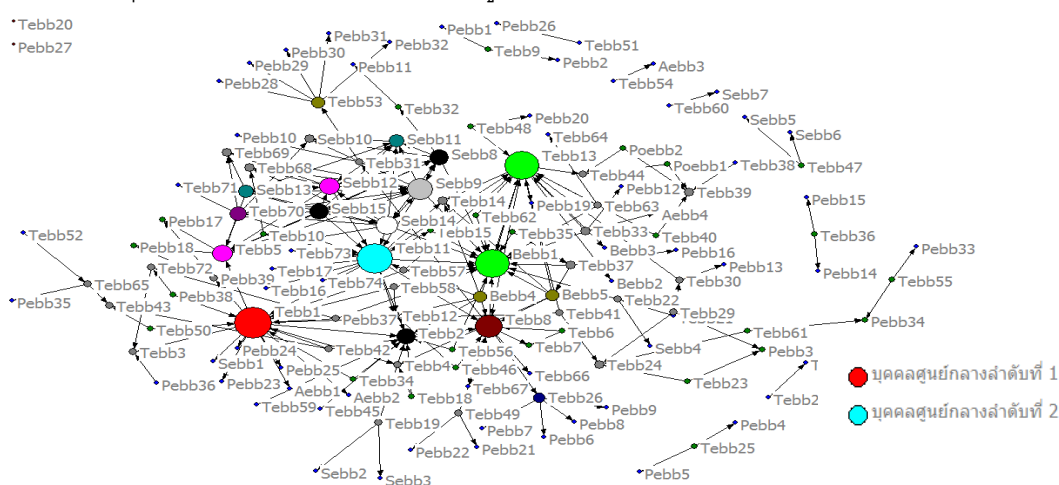 Tebb20
Pebb27
Pebb31
Pebb32
Pebb30
Pebb29
Pebb11
Pebb28
Tebb53
Pebb1
Pebb26
Tebb9
Tebb51
Pebb2
Aebb3
Tebb54
Sebb7
Tebb60
Sebb5
Sebb6
Tebb47
Tebb32
Pebb20
Tebb48
Tebb64
Pebb10
Sebb10
Sebb11
Tebb69
Tebb31
Sebb8
Tebb13
Poebb2
Poebb1
Tebb38
Tebb68
Tebb44
Tebb71
Sebb13
Sebb12
Sebb9
Pebb12
Tebb39
Pebb15
Tebb70
Sebb15
Tebb14
Pebb19
Tebb63
Pebb17
Sebb14
Tebb62
Aebb4
Tebb52
Tebb10
Tebb15
Tebb35
Tebb33
Tebb40
Tebb36
Pebb18
Tebb5
Tebb73
Tebb11
Bebb1
Bebb3
Pebb16
Pebb33
Tebb72
Tebb17
Tebb57
Tebb37
Pebb13
Pebb14
Tebb65
Pebb39
Tebb16
Tebb74
Bebb2
Tebb30
Tebb55
Pebb35
Tebb43
Pebb38
Tebb58
Bebb4
Bebb5
Tebb22
Tebb1
Pebb37
Tebb12
Tebb8
Tebb41
Tebb29
Pebb34
Tebb50
Tebb2
Tebb6
Tebb61
Tebb3
Pebb24
Tebb42
Tebb56
Tebb7
Sebb4
Pebb3
Sebb1
Pebb25
Tebb4
Tebb46
Tebb24
Pebb36
Pebb23
Aebb1
Tebb34
Tebb66
Tebb23
Tebb67
บุคคลศูนย์กลางลำดับที่ 1
Tebb59
Aebb2
Tebb18
Tebb26
Tebb45
Tebb49
Pebb9
บุคคลศูนย์กลางลำดับที่ 2
Tebb19
Pebb7
Pebb8
Pebb4
Pebb22
Pebb21
Pebb6
Tebb25
Sebb2
Sebb3
Pebb5